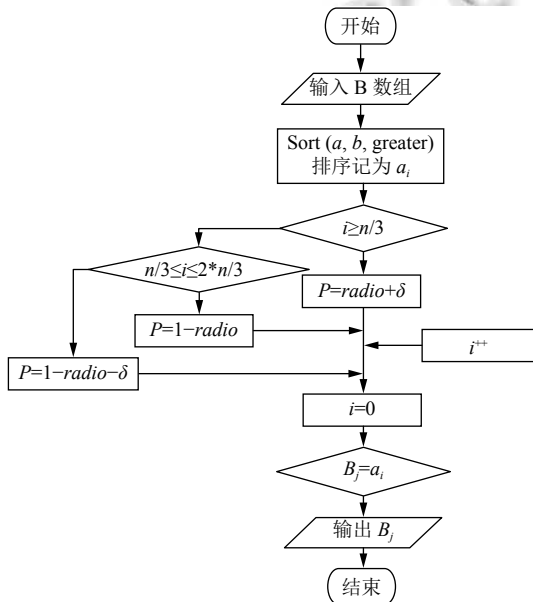 开始
输入 B 数组
Sort (a, b, greater)
排序记为 aᵢ
i≥n/3
n/3≤i≤2*n/3
P=radio+δ
P=1−radio
i⁺⁺
P=1−radio−δ
i=0
Bⱼ=aᵢ
输出 Bⱼ
结束